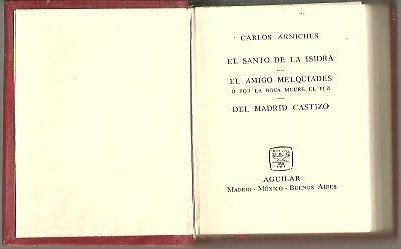 CARLOS ARNICHES
EL SANTO DE LA ISIDRA
EL AMIGO MELQUIADES
O POR LA BOCA MUERE EL PEZ
DEL MADRID CASTIZO
AGUILAR
MADRID - MÉXICO - BUENOS AIRES